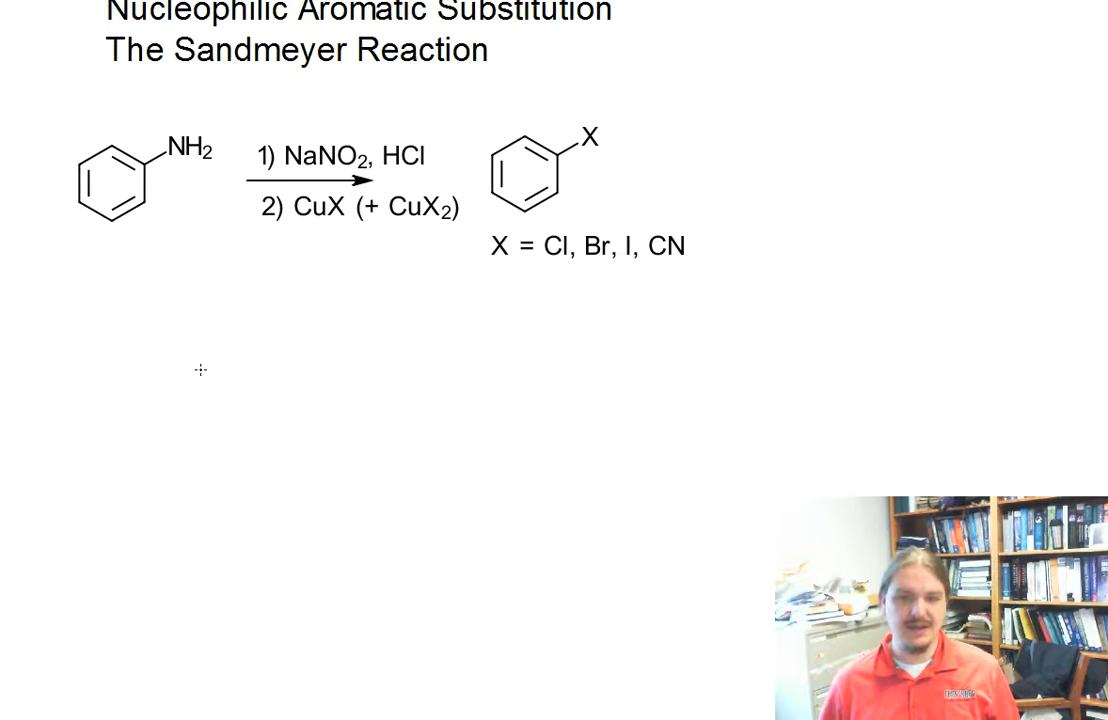 Nucleophilic Aromatic Substitution
The Sandmeyer Reaction
NH₂
1) NaNO₂, HCl
2) CuX (+ CuX₂)
X
X = Cl, Br, I, CN